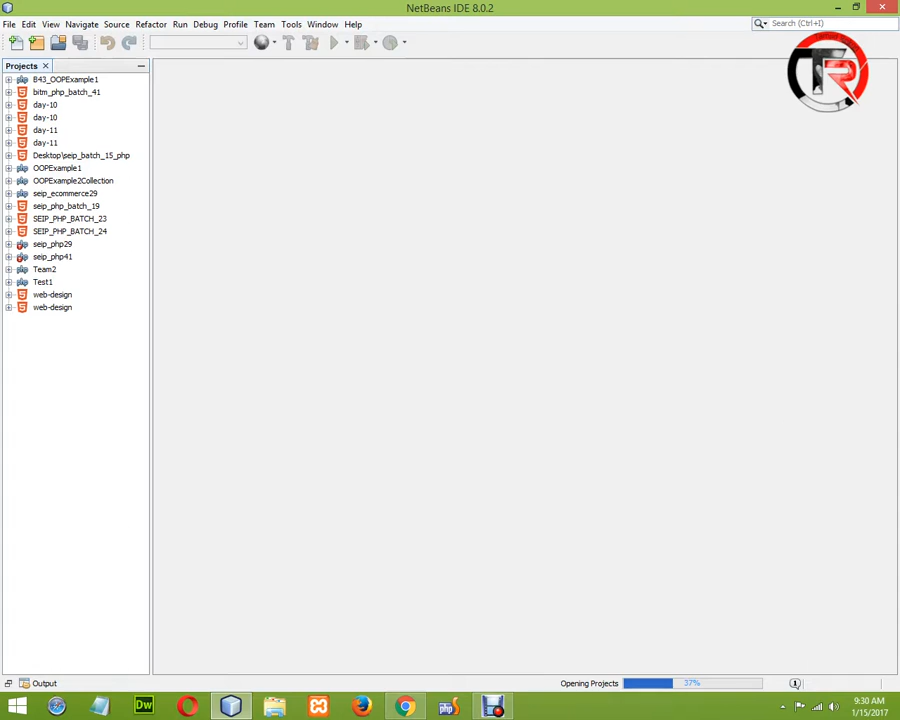 NetBeans IDE 8.0.2
File Edit View Navigate Source Refactor Run Debug Profile Team Tools Window Help
Search (Ctrl+I)
TR
Projects
B43_OOPExample1
bitm_php_batch_41
day-10
day-10
day-11
day-11
Desktop\seip_batch_15_php
OOPExample1
OOPExample2Collection
seip_ecommerce29
seip_php_batch_19
SEIP_PHP_BATCH_23
SEIP_PHP_BATCH_24
seip_php29
seip_php41
Team2
Test1
web-design
web-design
Output
Opening Projects 37%
Dw
9:30 AM
1/15/2017